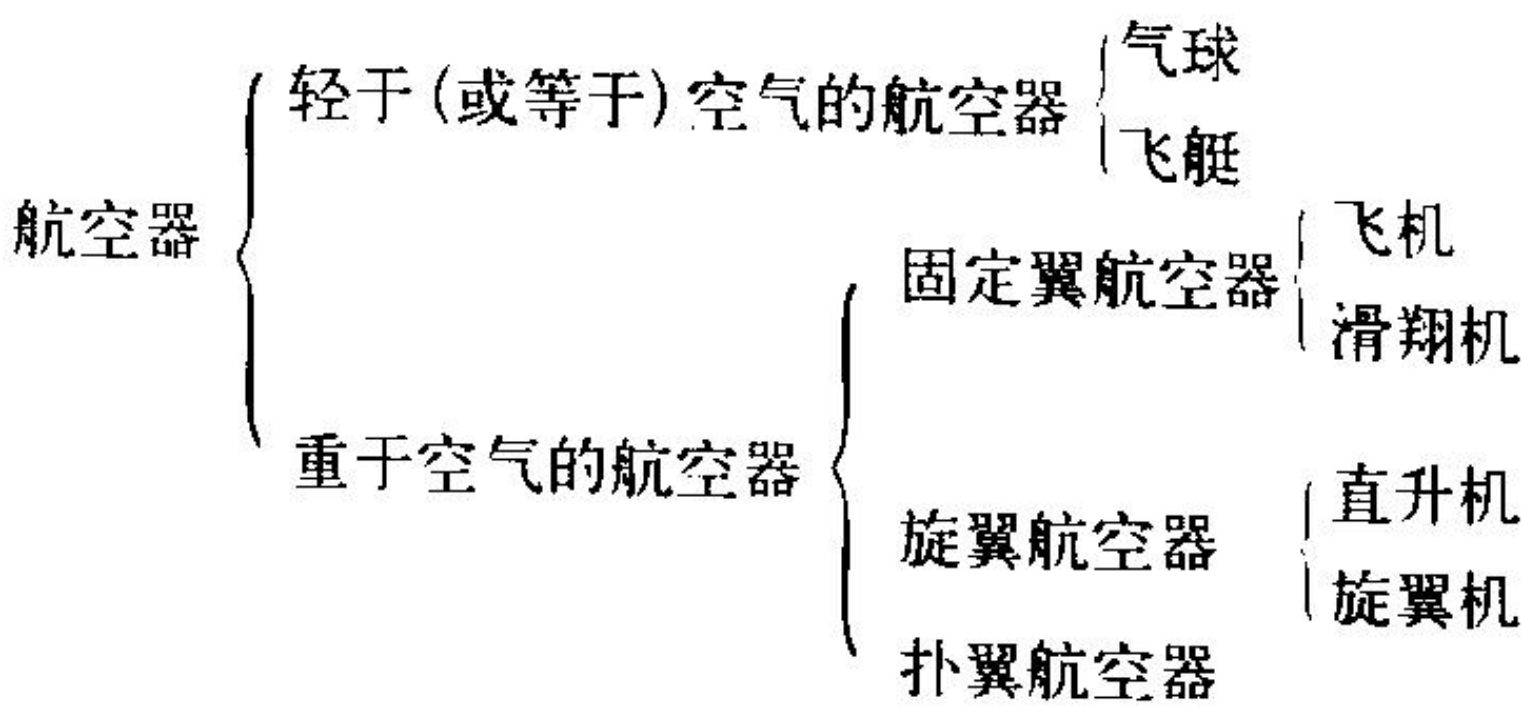 航空器
轻于(或等于)空气的航空器
气球
飞艇
重于空气的航空器
固定翼航空器
飞机
滑翔机
旋翼航空器
直升机
旋翼机
扑翼航空器